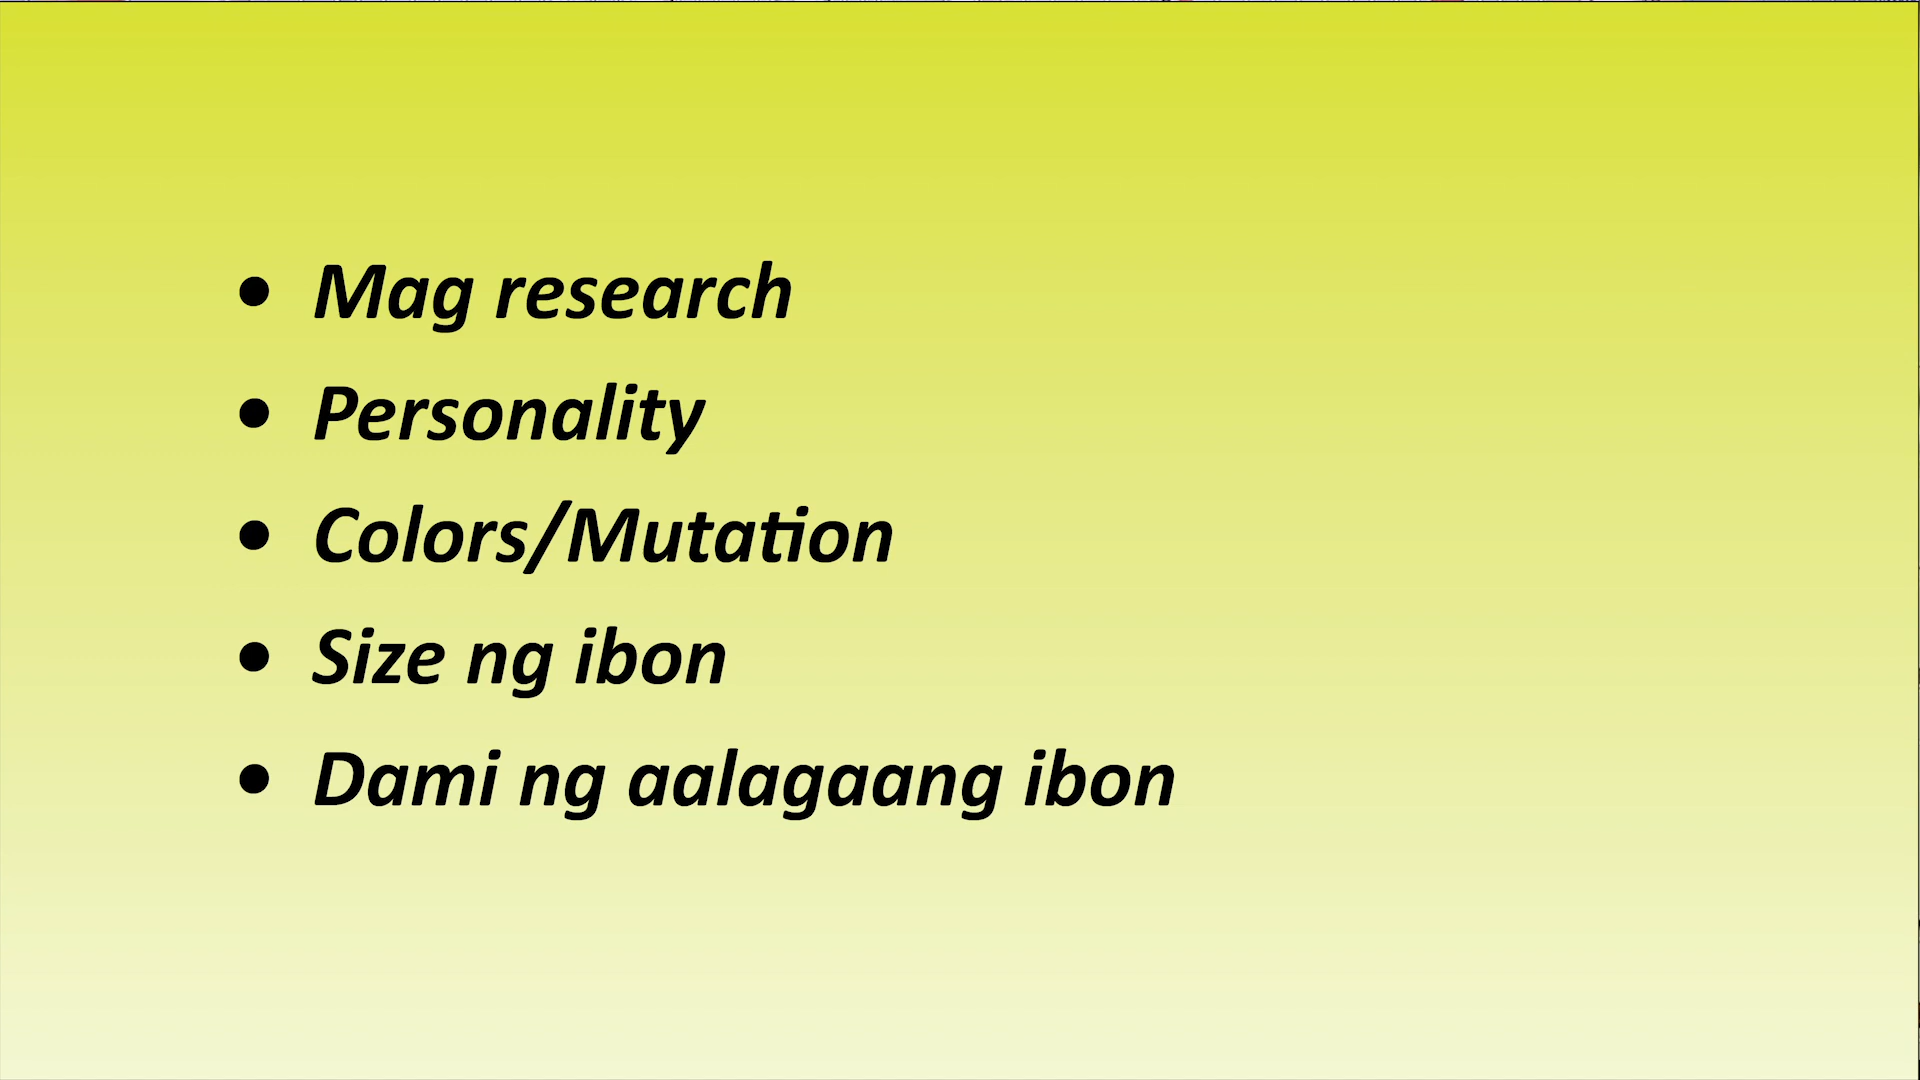 • Mag research
• Personality
• Colors/Mutation
• Size ng ibon
• Dami ng aalagaang ibon